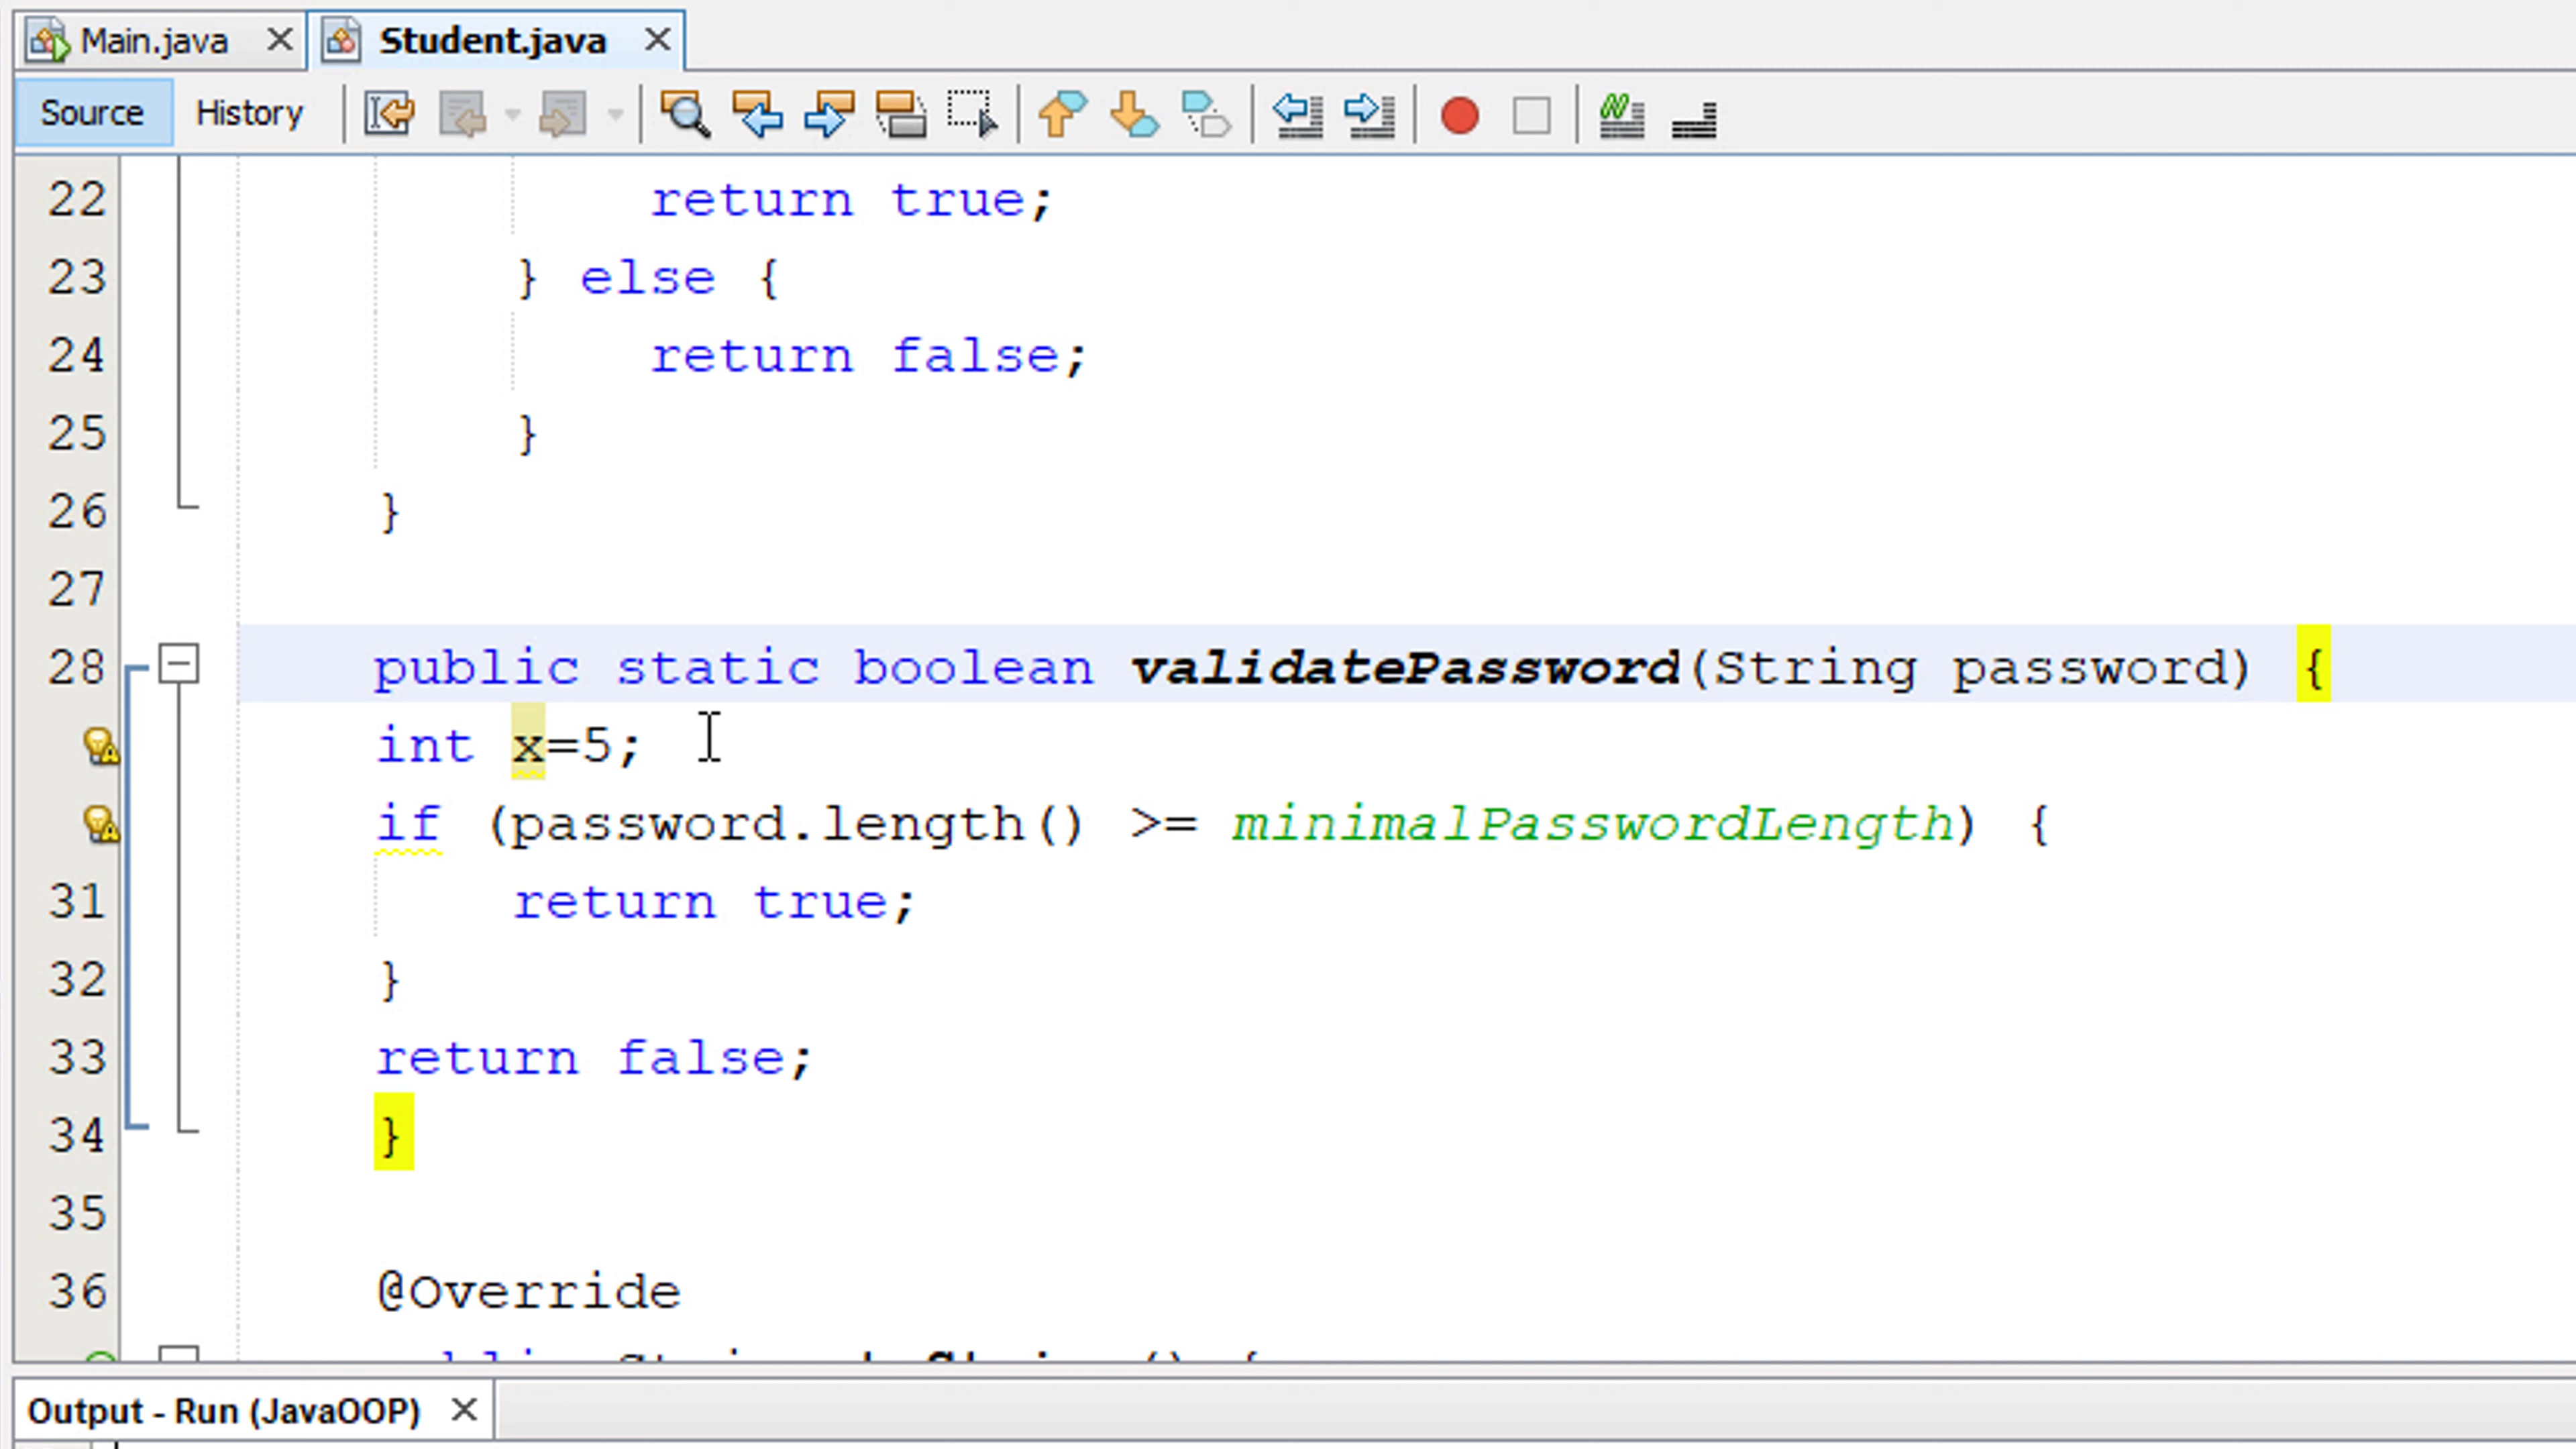 Main.java
Student.java
Source History
22 return true;
23 } else {
24 return false;
25 }
26 }
27
28 public static boolean validatePassword(String password) {
int x=5;
if (password.length() >= minimalPasswordLength) {
31 return true;
32 }
33 return false;
34 }
35
36 @Override
Output - Run (JavaOOP)